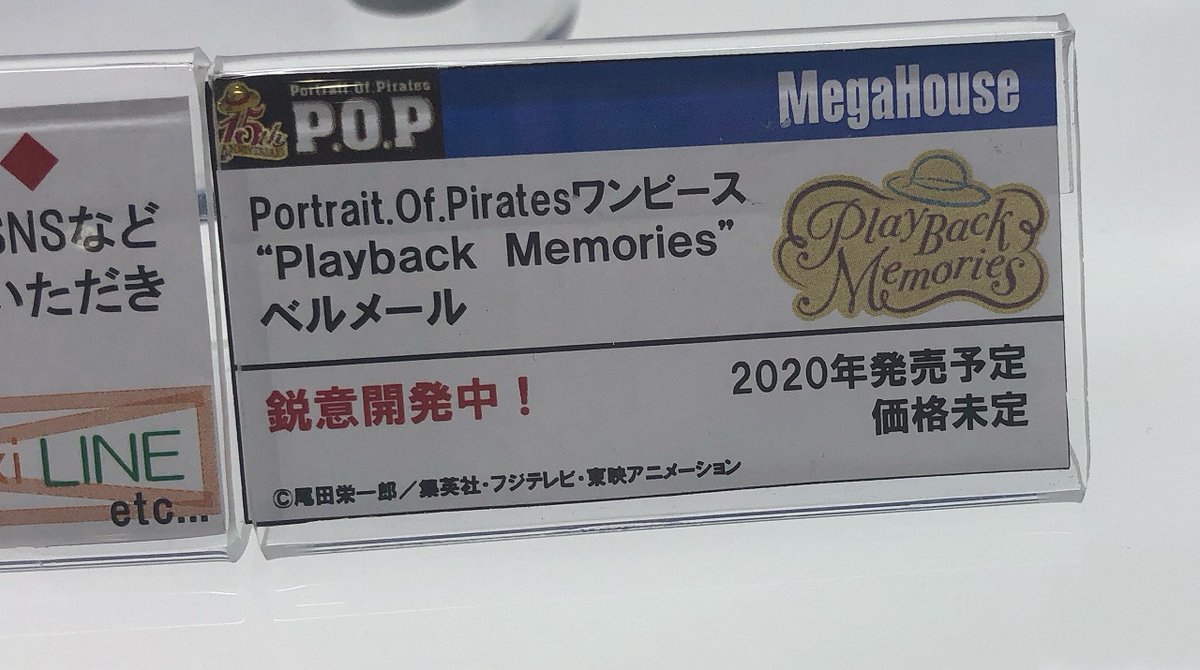 SNSなど
いただき
LINE
etc...
Portrait.Of.Pirates
P.O.P
15th
ANNIVERSARY
MegaHouse
Portrait.Of.Piratesワンピース
“Playback Memories”
ベルメール
PlayBack
Memories
鋭意開発中！
2020年発売予定
価格未定
©尾田栄一郎／集英社・フジテレビ・東映アニメーション